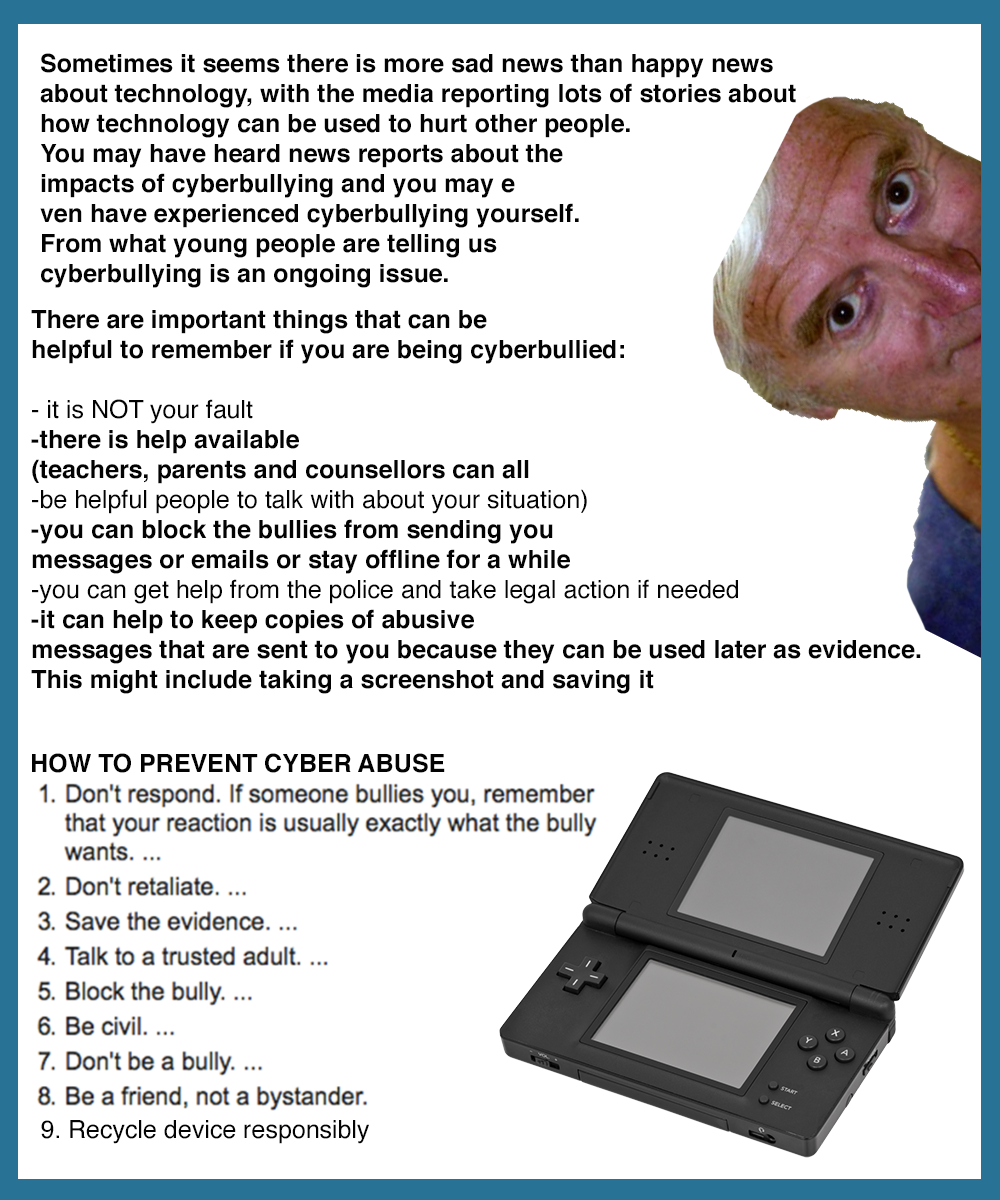 Sometimes it seems there is more sad news than happy news
about technology, with the media reporting lots of stories about
how technology can be used to hurt other people.
You may have heard news reports about the
impacts of cyberbullying and you may e
ven have experienced cyberbullying yourself.
From what young people are telling us
cyberbullying is an ongoing issue.
There are important things that can be
helpful to remember if you are being cyberbullied:
- it is NOT your fault
-there is help available
(teachers, parents and counsellors can all
-be helpful people to talk with about your situation)
-you can block the bullies from sending you
messages or emails or stay offline for a while
-you can get help from the police and take legal action if needed
-it can help to keep copies of abusive
messages that are sent to you because they can be used later as evidence.
This might include taking a screenshot and saving it
HOW TO PREVENT CYBER ABUSE
1. Don't respond. If someone bullies you, remember
that your reaction is usually exactly what the bully
wants. ...
2. Don't retaliate. ...
3. Save the evidence. ...
4. Talk to a trusted adult. ...
5. Block the bully. ...
6. Be civil. ...
7. Don't be a bully. ...
8. Be a friend, not a bystander.
9. Recycle device responsibly
X
Y
A
B
START
SELECT
VOL